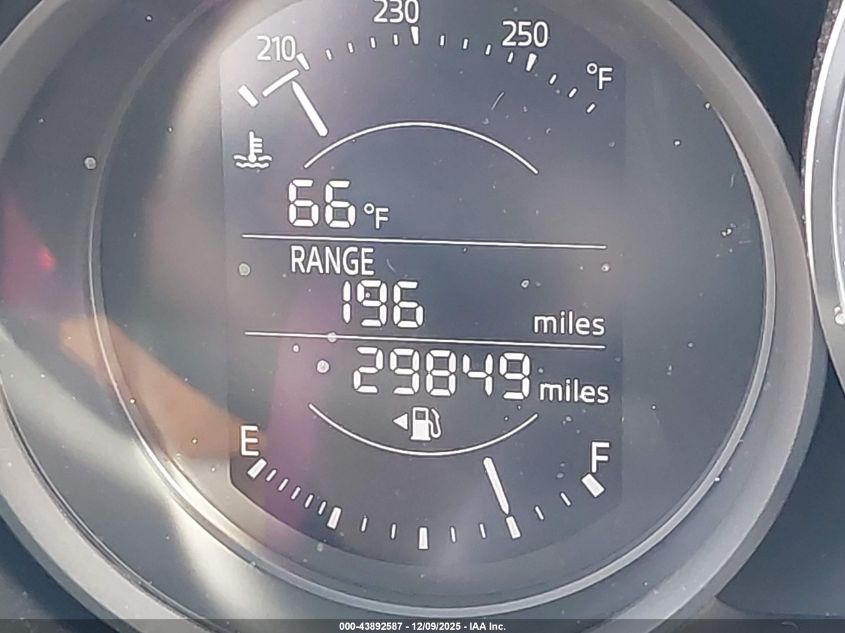 230
210
250
°F
66 °F
RANGE
196 miles
29849 miles
E
F
000-43892587 - 12/09/2025 - IAA Inc.